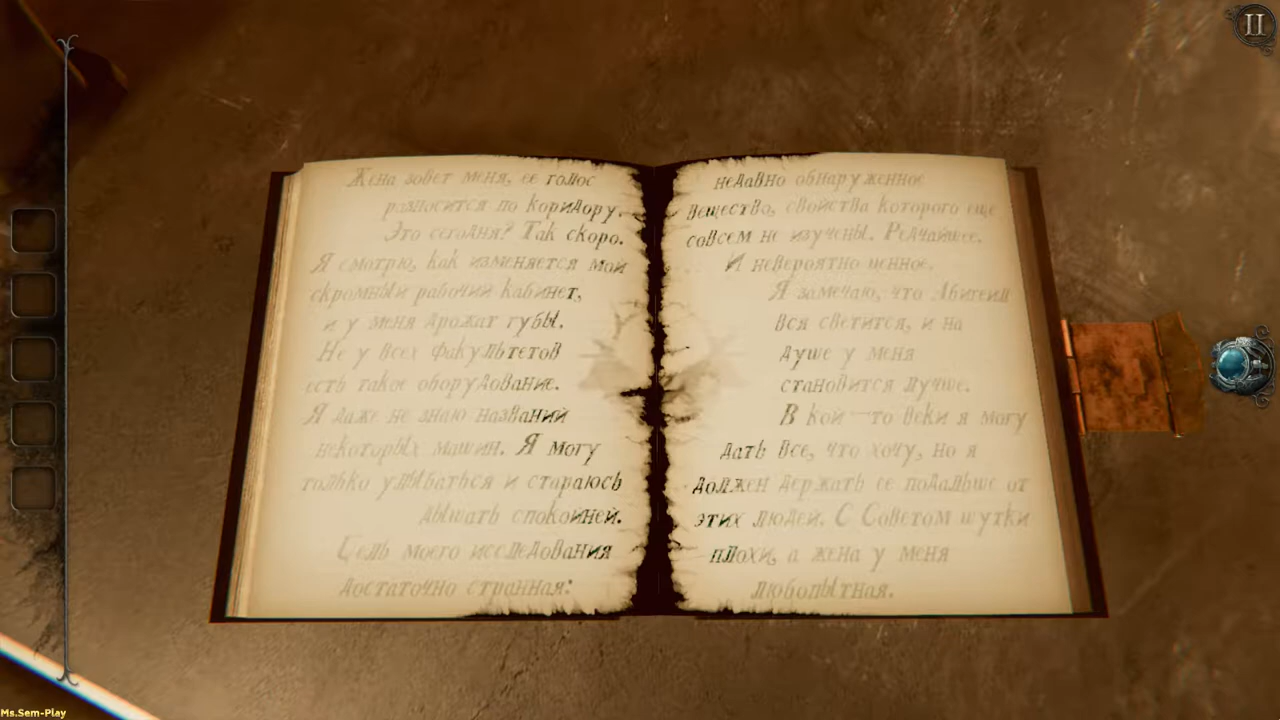 Жена зовет меня, ее голос
разносится по коридору.
Это сегодня? Так скоро.
Я смотрю, как изменяется мой
скромный рабочий кабинет,
и у меня дрожат губы.
Не у всех факультетов
есть такое оборудование.
Я даже не знаю названий
некоторых машин. Я могу
только улыбаться и стараюсь
дышать спокойней.
Цель моего исследования
достаточно странная:
недавно обнаруженное
вещество, свойства которого еще
совсем не изучены. Редчайшее.
И невероятно ценное.
Я замечаю, что Абигейл
вся светится, и на
душе у меня
становится лучше.
В кой-то веки я могу
дать все, что хочу, но я
должен держать ее подальше от
этих людей. С Советом шутки
плохи, а жена у меня
любопытная.
II
Ms.Sem-Play